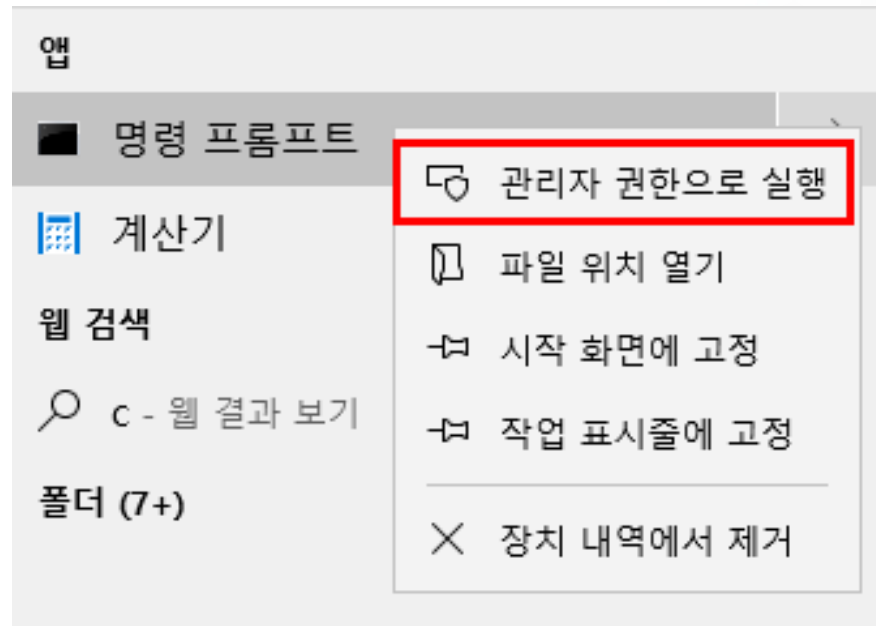 앱
명령 프롬프트
관리자 권한으로 실행
계산기
파일 위치 열기
웹 검색
시작 화면에 고정
c - 웹 결과 보기
작업 표시줄에 고정
폴더 (7+)
장치 내역에서 제거